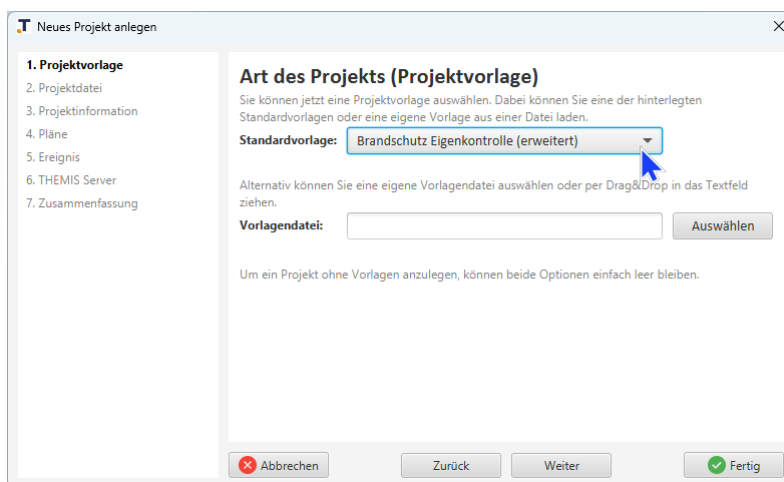 Neues Projekt anlegen
1. Projektvorlage
2. Projektdatei
3. Projektinformation
4. Pläne
5. Ereignis
6. THEMIS Server
7. Zusammenfassung
Art des Projekts (Projektvorlage)
Sie können jetzt eine Projektvorlage auswählen. Dabei können Sie eine der hinterlegten
Standardvorlagen oder eine eigene Vorlage aus einer Datei laden.
Standardvorlage: Brandschutz Eigenkontrolle (erweitert)
Alternativ können Sie eine eigene Vorlagendatei auswählen oder per Drag&Drop in das Textfeld
ziehen.
Vorlagendatei: Auswählen
Um ein Projekt ohne Vorlagen anzulegen, können beide Optionen einfach leer bleiben.
Abbrechen Zurück Weiter Fertig